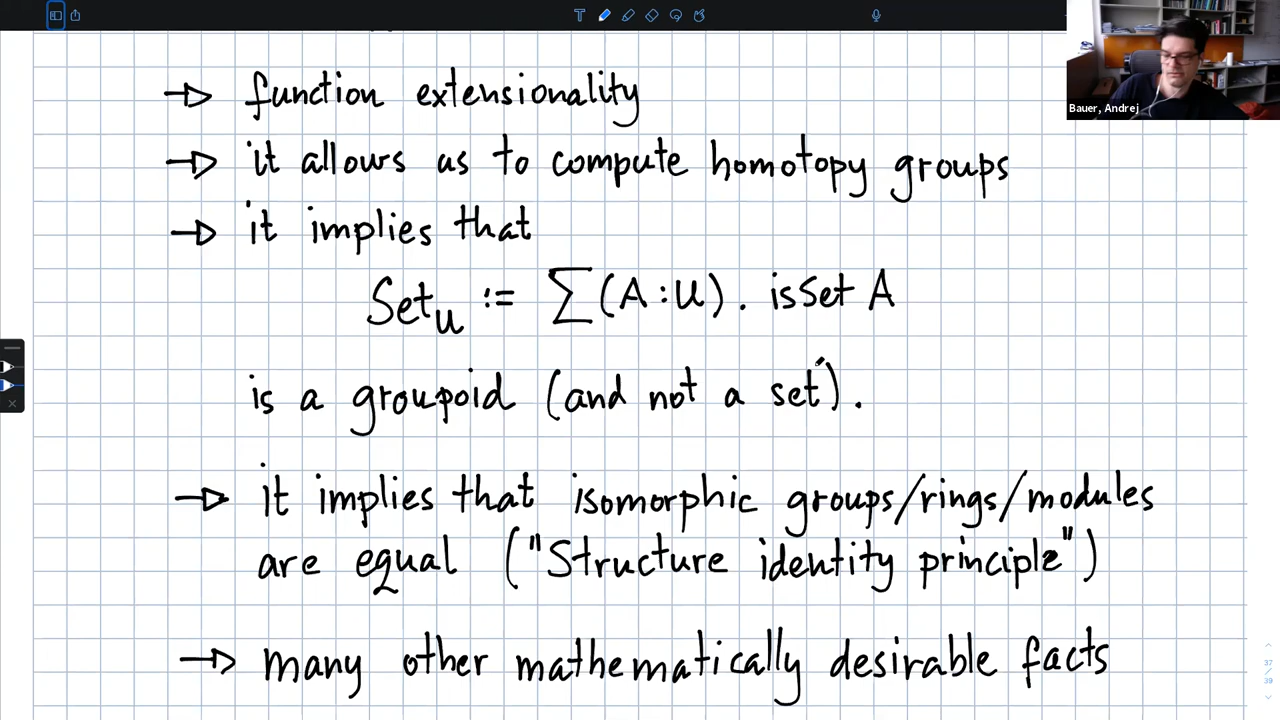 Bauer, Andrej
→ function extensionality
→ it allows us to compute homotopy groups
→ it implies that
Set_U := ∑(A:U). isSet A
is a groupoid (and not a set).
→ it implies that isomorphic groups/rings/modules
are equal ("Structure identity principle")
→ many other mathematically desirable facts
37
/
39